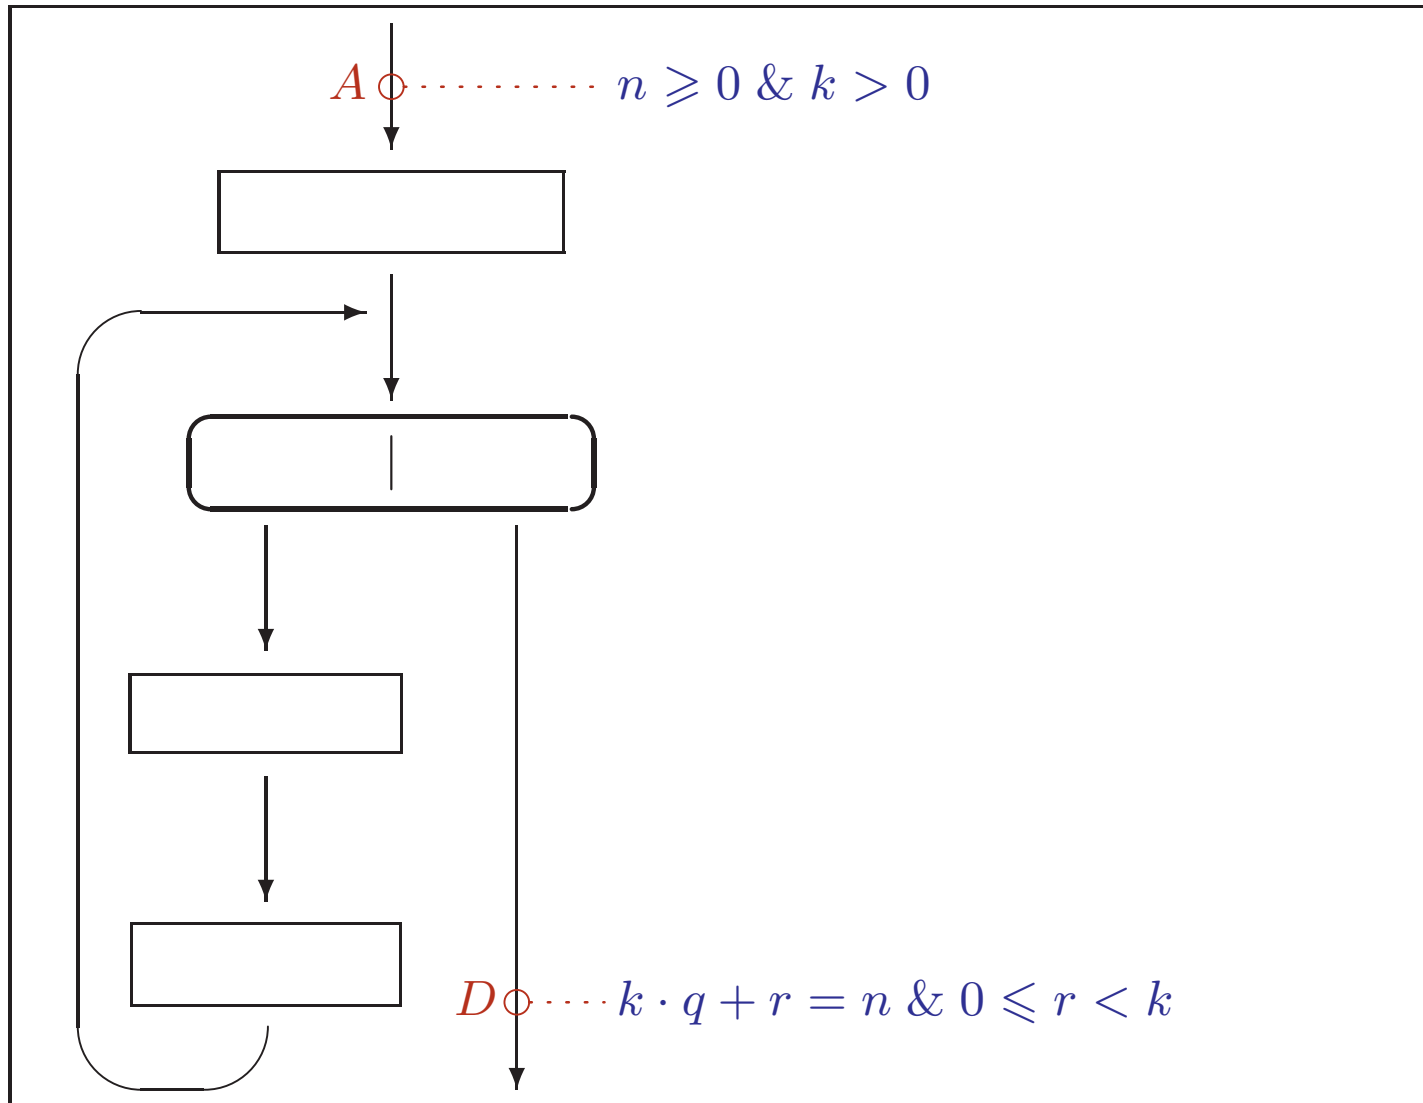 A n ⩾ 0 & k > 0
D k · q + r = n & 0 ⩽ r < k